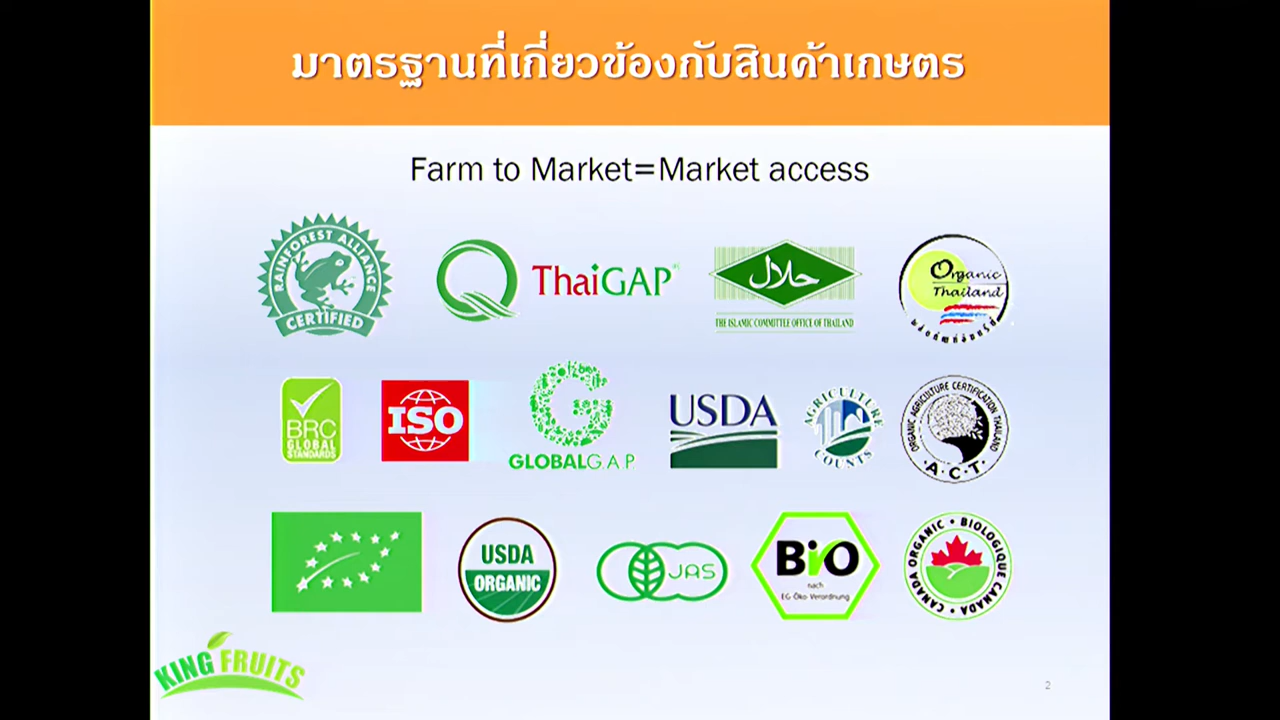 มาตรฐานที่เกี่ยวข้องกับสินค้าเกษตร
Farm to Market=Market access
RAINFOREST ALLIANCE
CERTIFIED
Q
ThaiGAP
حلال
THE ISLAMIC COMMITTEE OFFICE OF THAILAND
Organic
Thailand
BRC
GLOBAL
STANDARDS
ISO
G
GLOBALG.A.P
USDA
AGRICULTURE
COUNTS
ORGANIC AGRICULTURE CERTIFICATION THAILAND
A.C.T.
USDA
ORGANIC
JAS
BiO
nach
EG Öko-Verordnung
CANADA ORGANIC • BIOLOGIQUE CANADA •
KING FRUITS
2